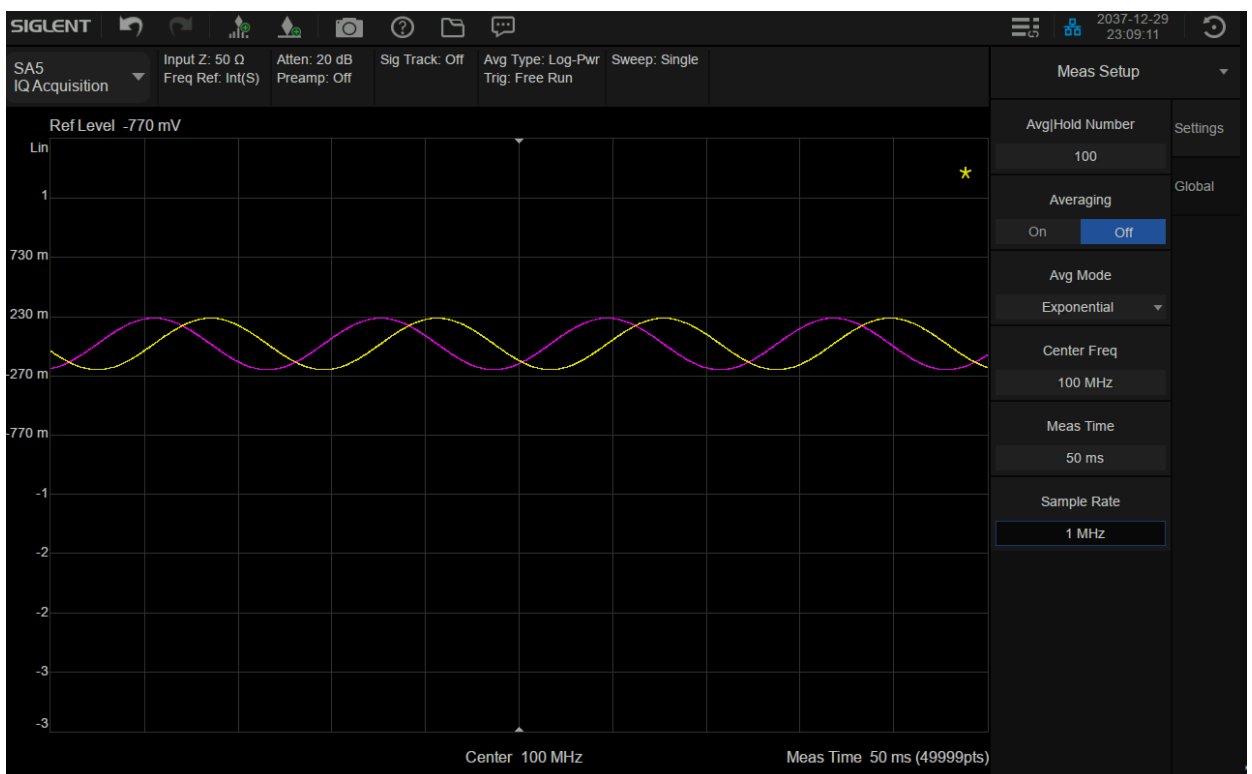 SIGLENT
2037-12-29
23:09:11
SA5
IQ Acquisition
Input Z: 50 Ω
Freq Ref: Int(S)
Atten: 20 dB
Preamp: Off
Sig Track: Off
Avg Type: Log-Pwr
Trig: Free Run
Sweep: Single
Meas Setup
Ref Level -770 mV
Lin
1
730 m
230 m
-270 m
-770 m
-1
-2
-2
-3
-3
Center 100 MHz
Meas Time 50 ms (49999pts)
Avg|Hold Number
100
Averaging
On Off
Avg Mode
Exponential
Center Freq
100 MHz
Meas Time
50 ms
Sample Rate
1 MHz
Settings
Global